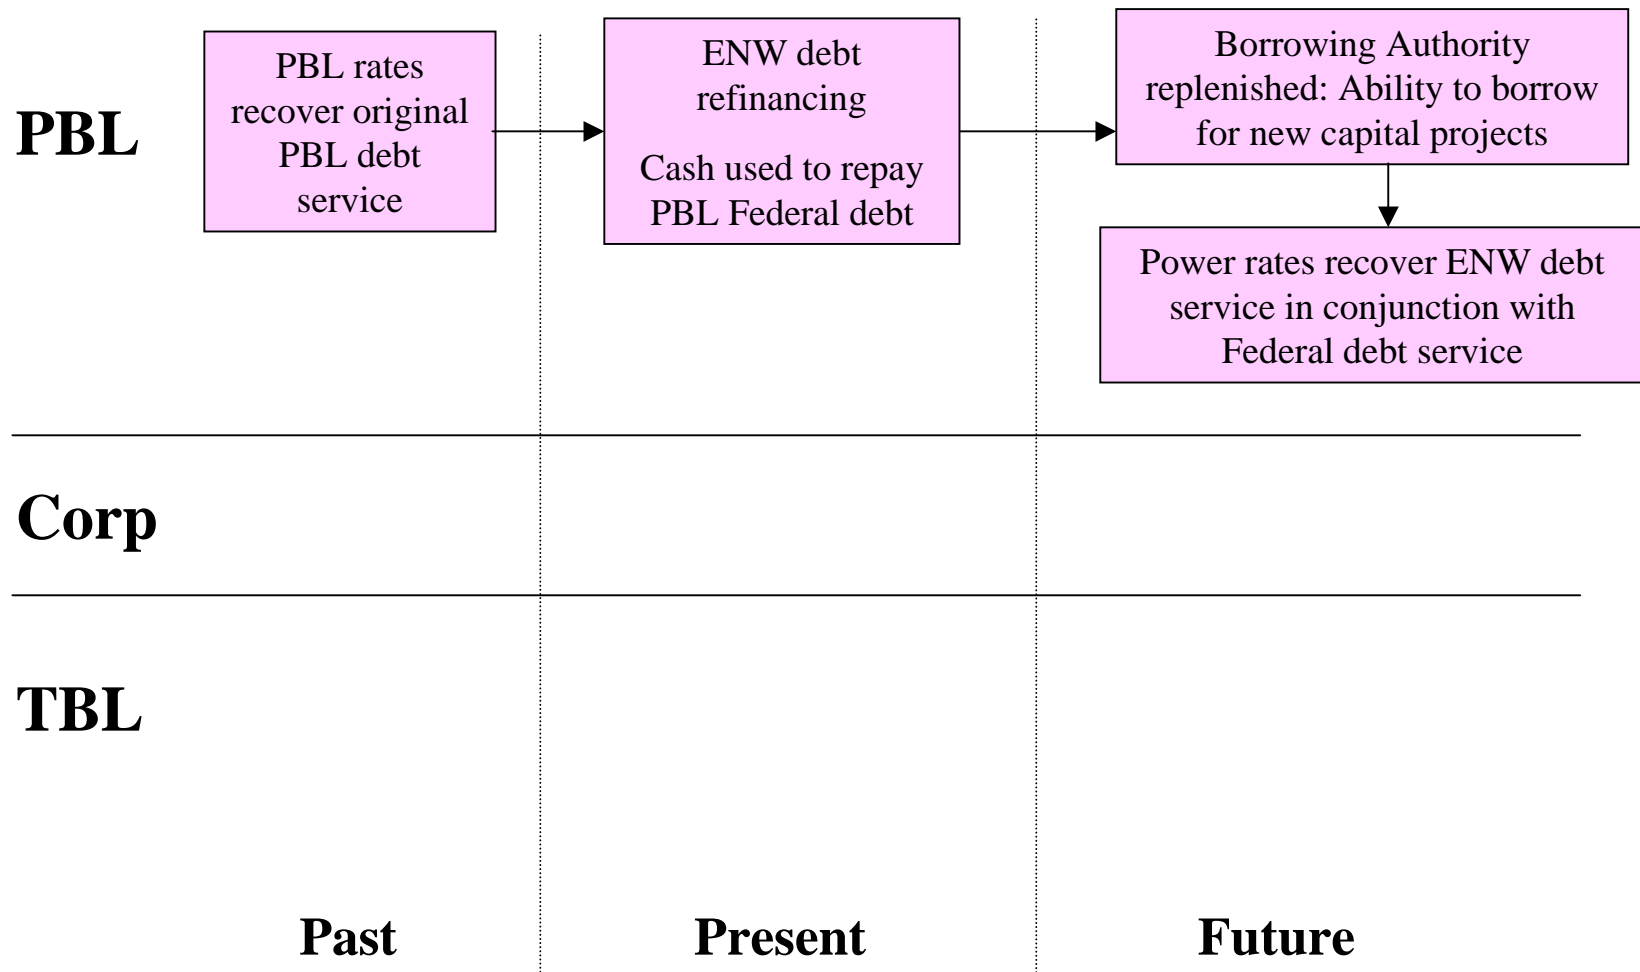 PBL
PBL rates
recover original
PBL debt
service
ENW debt
refinancing
Cash used to repay
PBL Federal debt
Borrowing Authority
replenished: Ability to borrow
for new capital projects
Power rates recover ENW debt
service in conjunction with
Federal debt service
Corp
TBL
Past
Present
Future